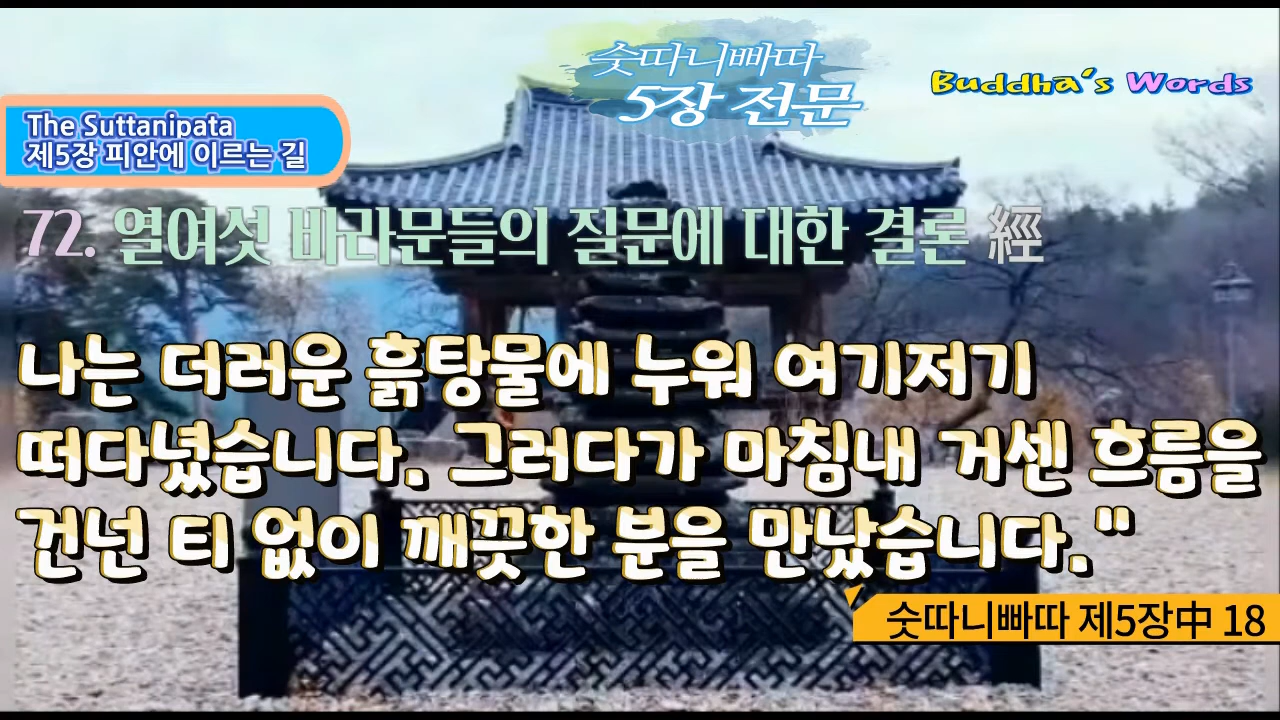 숫따니빠따
5장 전문
Buddha's Words
The Suttanipata
제5장 피안에 이르는 길
72. 열여섯 바라문들의 질문에 대한 결론 經
나는 더러운 흙탕물에 누워 여기저기
떠다녔습니다. 그러다가 마침내 거센 흐름을
건넌 티 없이 깨끗한 분을 만났습니다."
숫따니빠따 제5장中 18